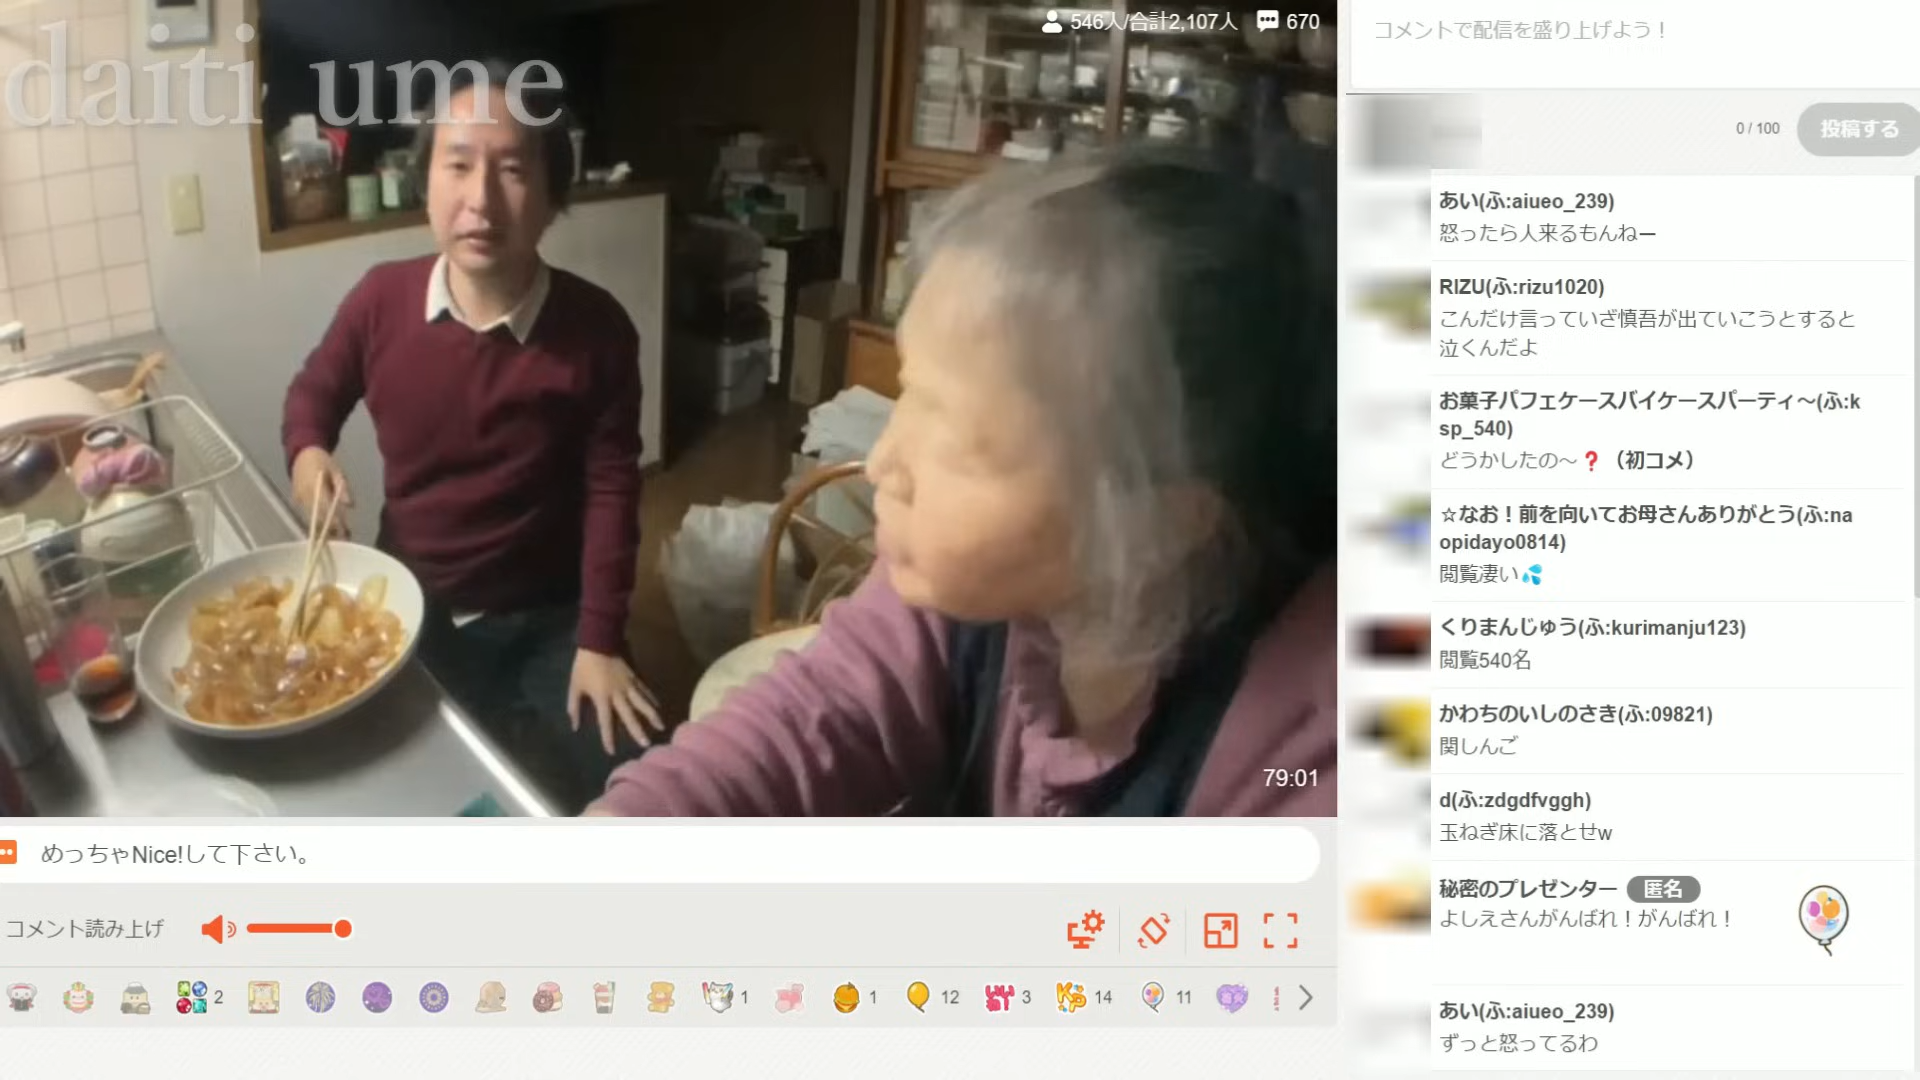 daiti ume
546人/合計2,107人 670
79:01
めっちゃNice!して下さい。
コメント読み上げ
2
1
1
12
3
14
11
コメントで配信を盛り上げよう！
0 / 100
投稿する
あい(ふ:aiueo_239)
怒ったら人来るもんねー
RIZU(ふ:rizu1020)
こんだけ言っていざ慎吾が出ていこうとすると
泣くんだよ
お菓子パフェケースバイケースパーティ〜(ふ:k
sp_540)
どうかしたの〜❓（初コメ）
☆なお！前を向いてお母さんありがとう(ふ:na
opidayo0814)
閲覧凄い💦
くりまんじゅう(ふ:kurimanju123)
閲覧540名
かわちのいしのさき(ふ:09821)
関しんご
d(ふ:zdgdfvggh)
玉ねぎ床に落とせw
秘密のプレゼンター 匿名
よしえさんがんばれ！がんばれ！
あい(ふ:aiueo_239)
ずっと怒ってるわ